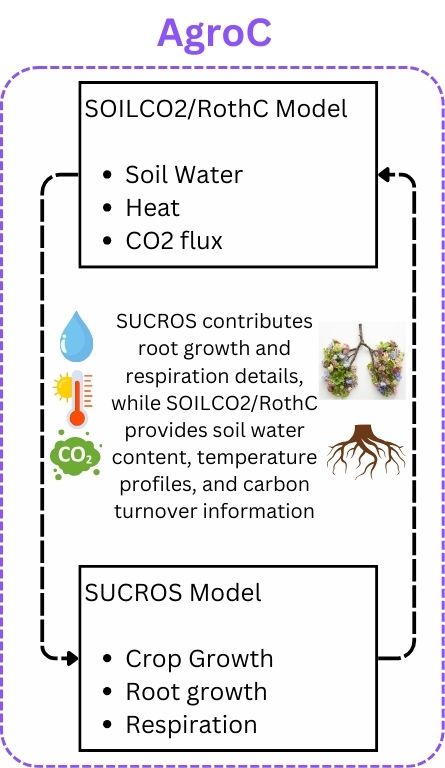 AgroC
SOILCO2/RothC Model
• Soil Water
• Heat
• CO2 flux
SUCROS contributes
root growth and
respiration details,
while SOILCO2/RothC
provides soil water
content, temperature
profiles, and carbon
turnover information
CO₂
SUCROS Model
• Crop Growth
• Root growth
• Respiration